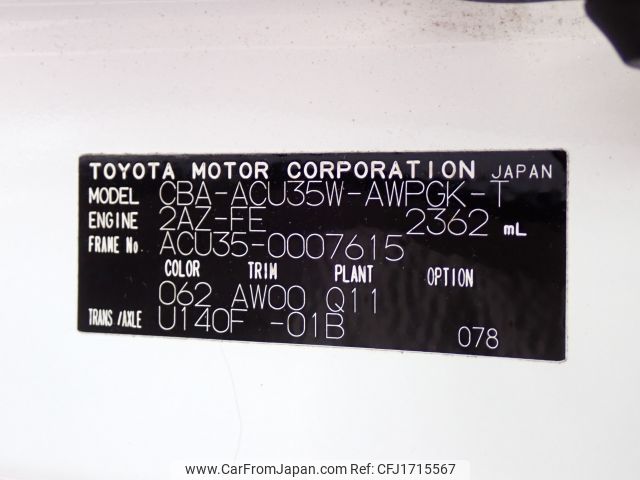 TOYOTA MOTOR CORPORATION JAPAN
MODEL CBA-ACU35W-AWPGK-T
ENGINE 2AZ-FE 2362 mL
FRAME No. ACU35-0007615
COLOR TRIM PLANT OPTION
062 AW00 Q11
TRANS/AXLE U140F -01B 078
www.CarFromJapan.com Copyright© CFJ1715567